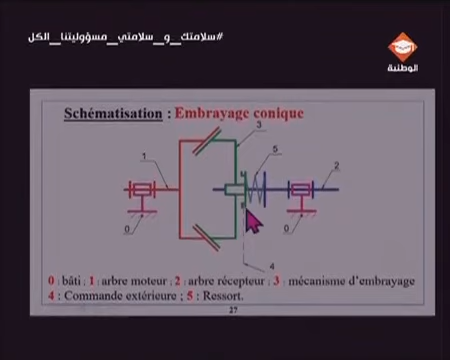 #سلامتك_و_سلامتي_مسؤوليتنا_الكل
الوطنية
Schématisation : Embrayage conique
3
5
1
2
0
0
4
0 : bâti ; 1 : arbre moteur ; 2 : arbre récepteur ; 3 : mécanisme d'embrayage
4 : Commande extérieure ; 5 : Ressort.
27